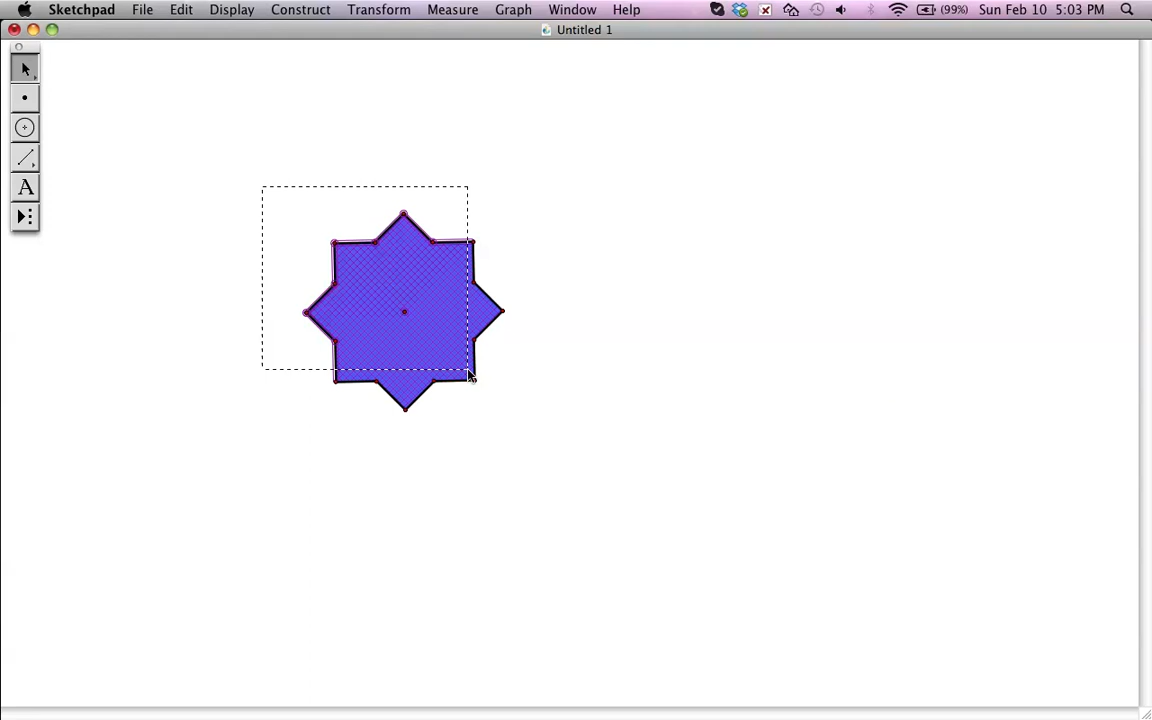 Sketchpad File Edit Display Construct Transform Measure Graph Window Help (99%) Sun Feb 10 5:03 PM
Untitled 1
A